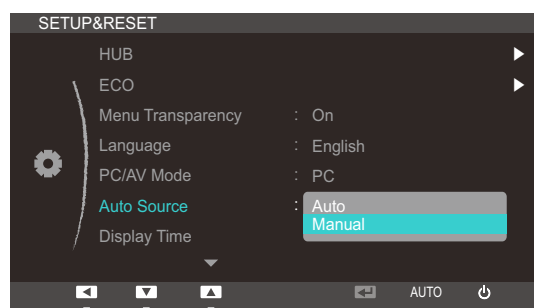 SETUP&RESET
HUB
ECO
Menu Transparency : On
Language : English
PC/AV Mode : PC
Auto Source : Auto
Manual
Display Time
AUTO